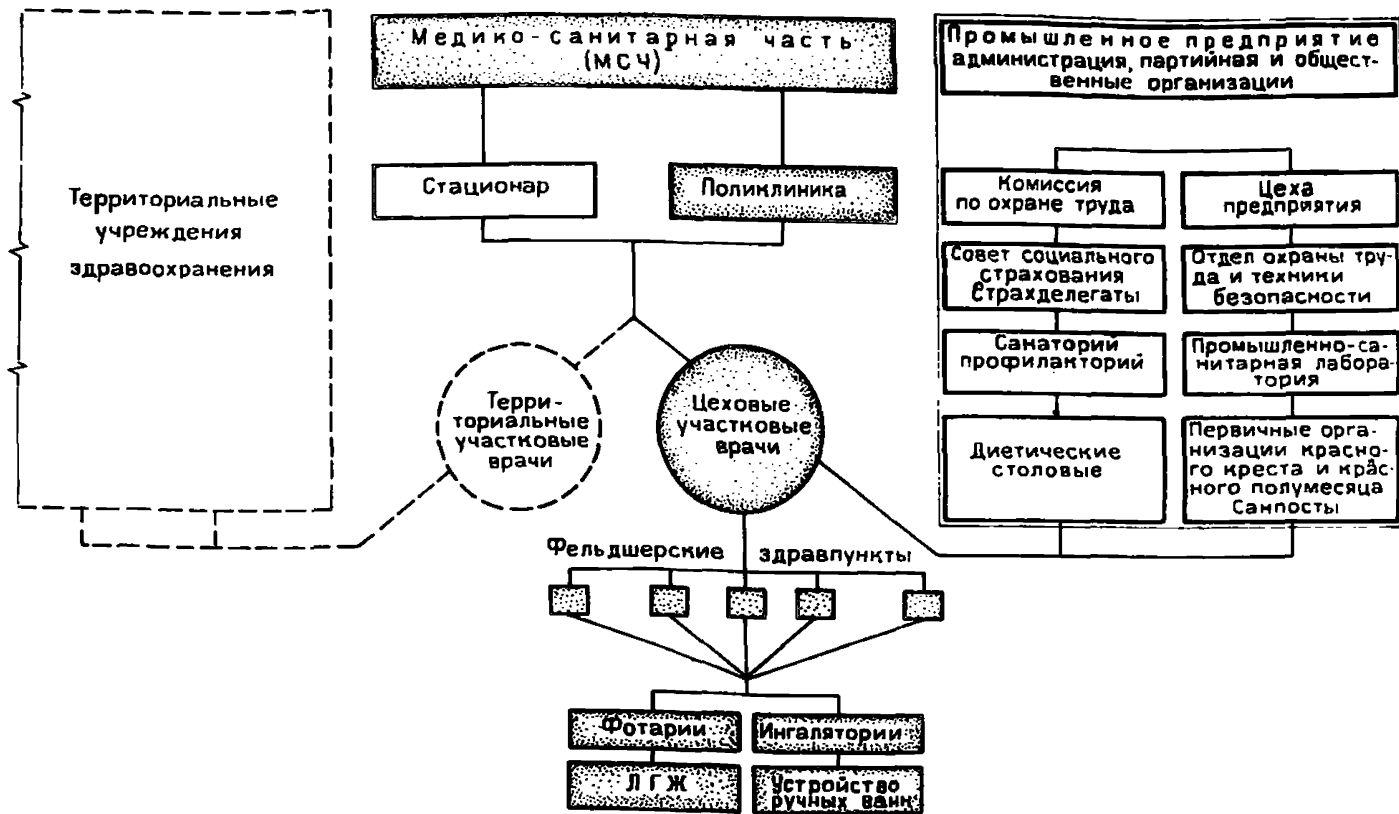 Медико-санитарная часть
(МСЧ)
Промышленное предприятие
администрация, партийная и общест-
венные организации
Территориальные
учреждения
здравоохранения
Стационар
Поликлиника
Комиссия
по охране труда
Цеха
предприятия
Совет социального
страхования
Страхделегаты
Отдел охраны тру-
да и техники
безопасности
Санаторий
профилакторий
Промышленно-са-
нитарная лабора-
тория
Терри-
ториальные
участковые
врачи
Цеховые
участковые
врачи
Диетические
столовые
Первичные орга-
низации красно-
го креста и крас-
ного полумесяца
Санпосты
Фельдшерские здравпункты
Фотарии
Ингалятории
ЛГЖ
Устройство
ручных ванн